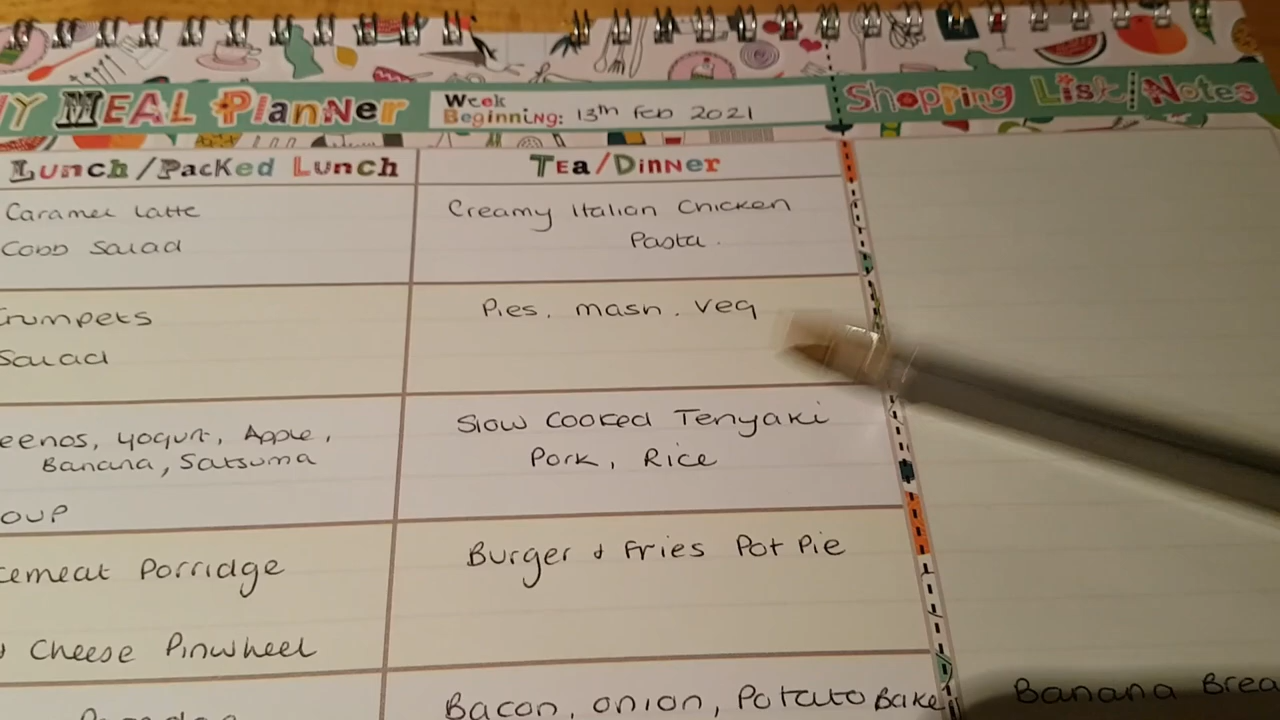 MY MEAL PlanNer
Week Beginning: 13th Feb 2021
Shopping List/Notes
Lunch/Packed Lunch
Tea/Dinner
Caramel Latte
Cobb Salad
Creamy Italian Chicken
Pasta.
Crumpets
Salad
Pies. mash. veg
eenos, yogurt, Apple,
Banana, Satsuma
oup
Slow Cooked Teriyaki
Pork, Rice
cemeat Porridge
Cheese Pinwheel
Burger & Fries Pot Pie
Bacon, onion, Potato Bake
Banana Brea